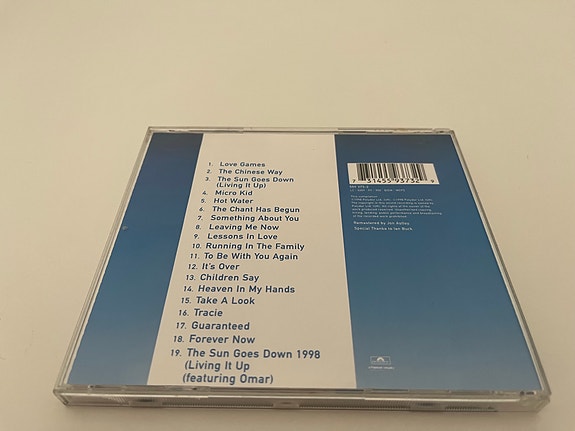 1. Love Games
2. The Chinese Way
3. The Sun Goes Down
(Living It Up)
4. Micro Kid
5. Hot Water
6. The Chant Has Begun
7. Something About You
8. Leaving Me Now
9. Lessons In Love
10. Running In The Family
11. To Be With You Again
12. It's Over
13. Children Say
14. Heaven In My Hands
15. Take A Look
16. Tracie
17. Guaranteed
18. Forever Now
19. The Sun Goes Down 1998
(Living It Up
(featuring Omar)
7 31455 93732 9
Remastered by Jon Astley
Special Thanks to Ian Buck